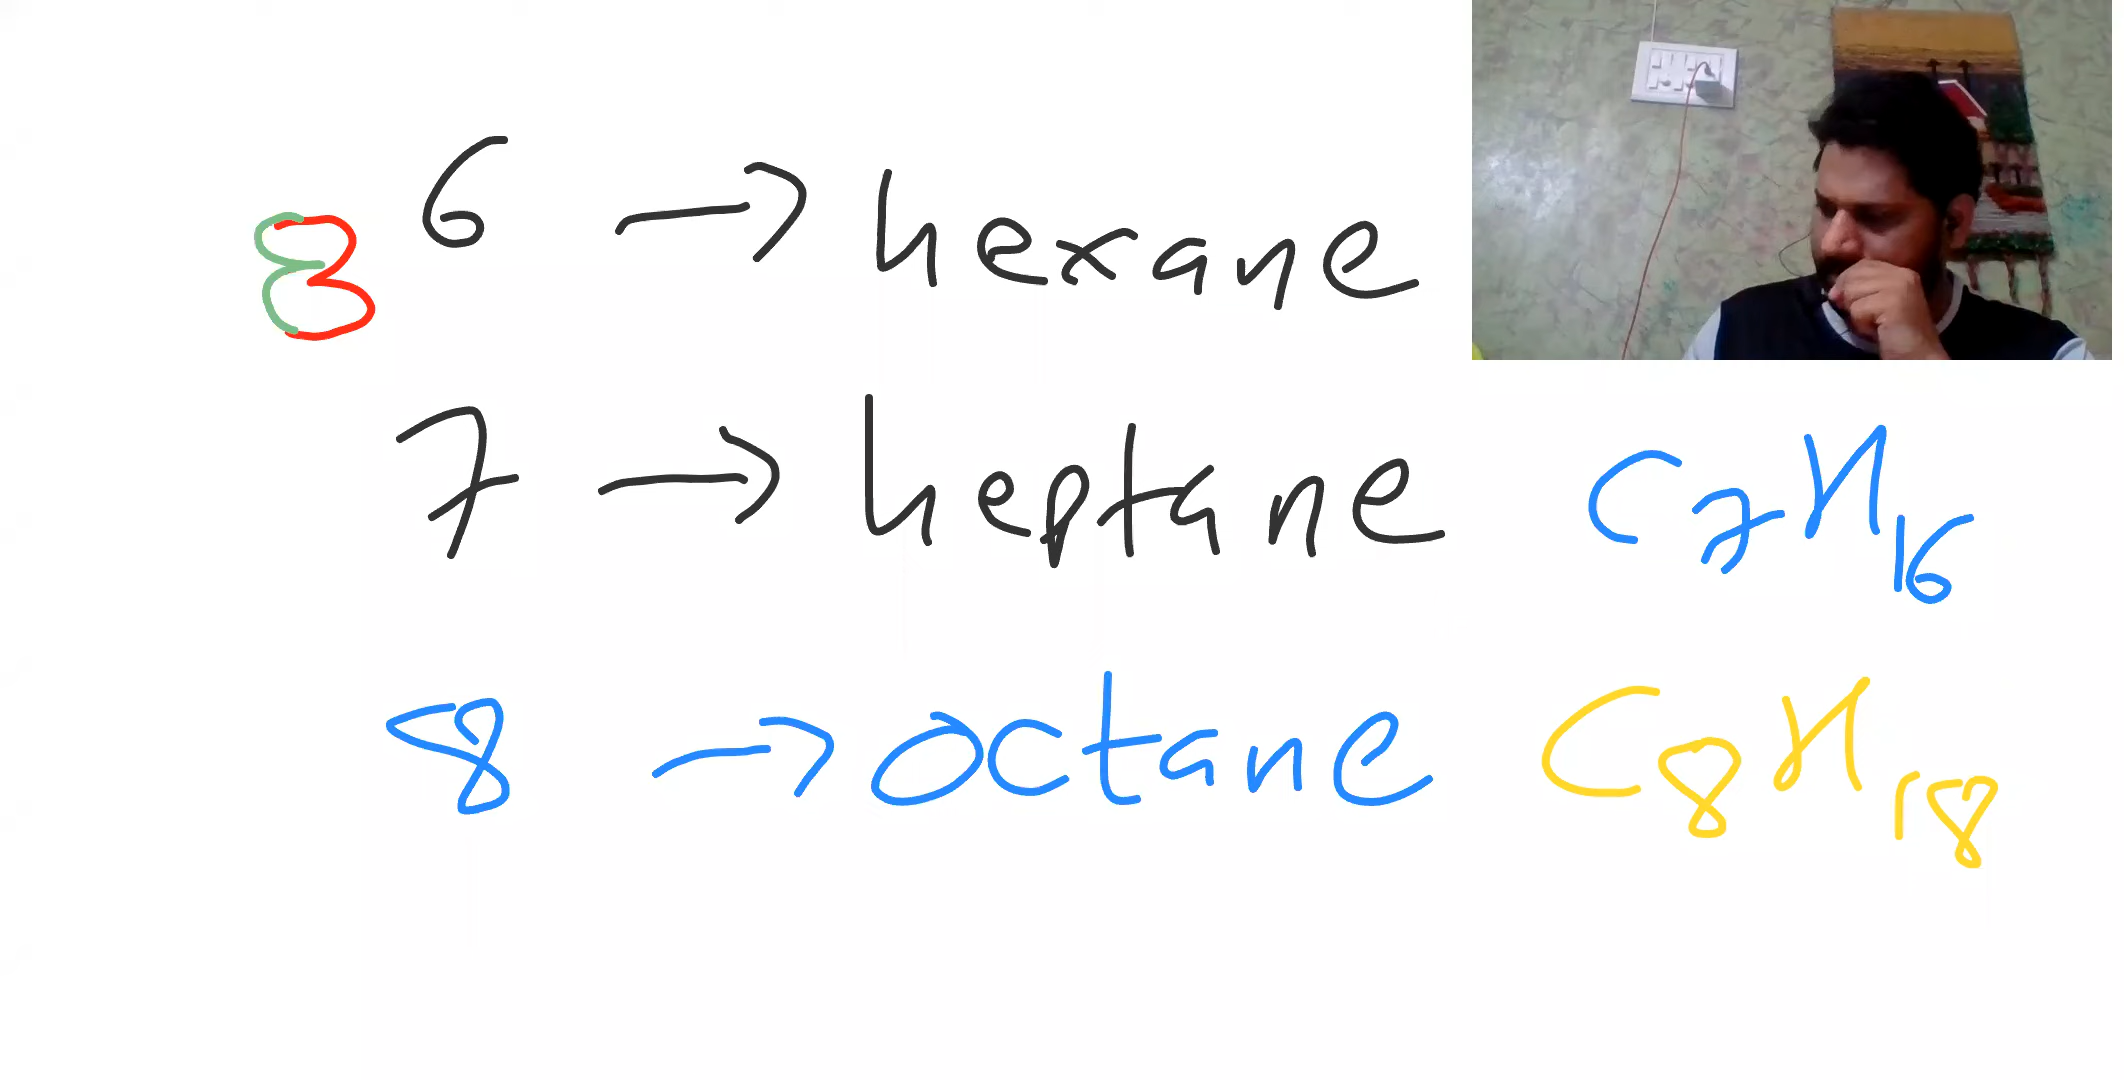 8 6 → hexane
7 → heptane C7H16
8 → octane C8H18